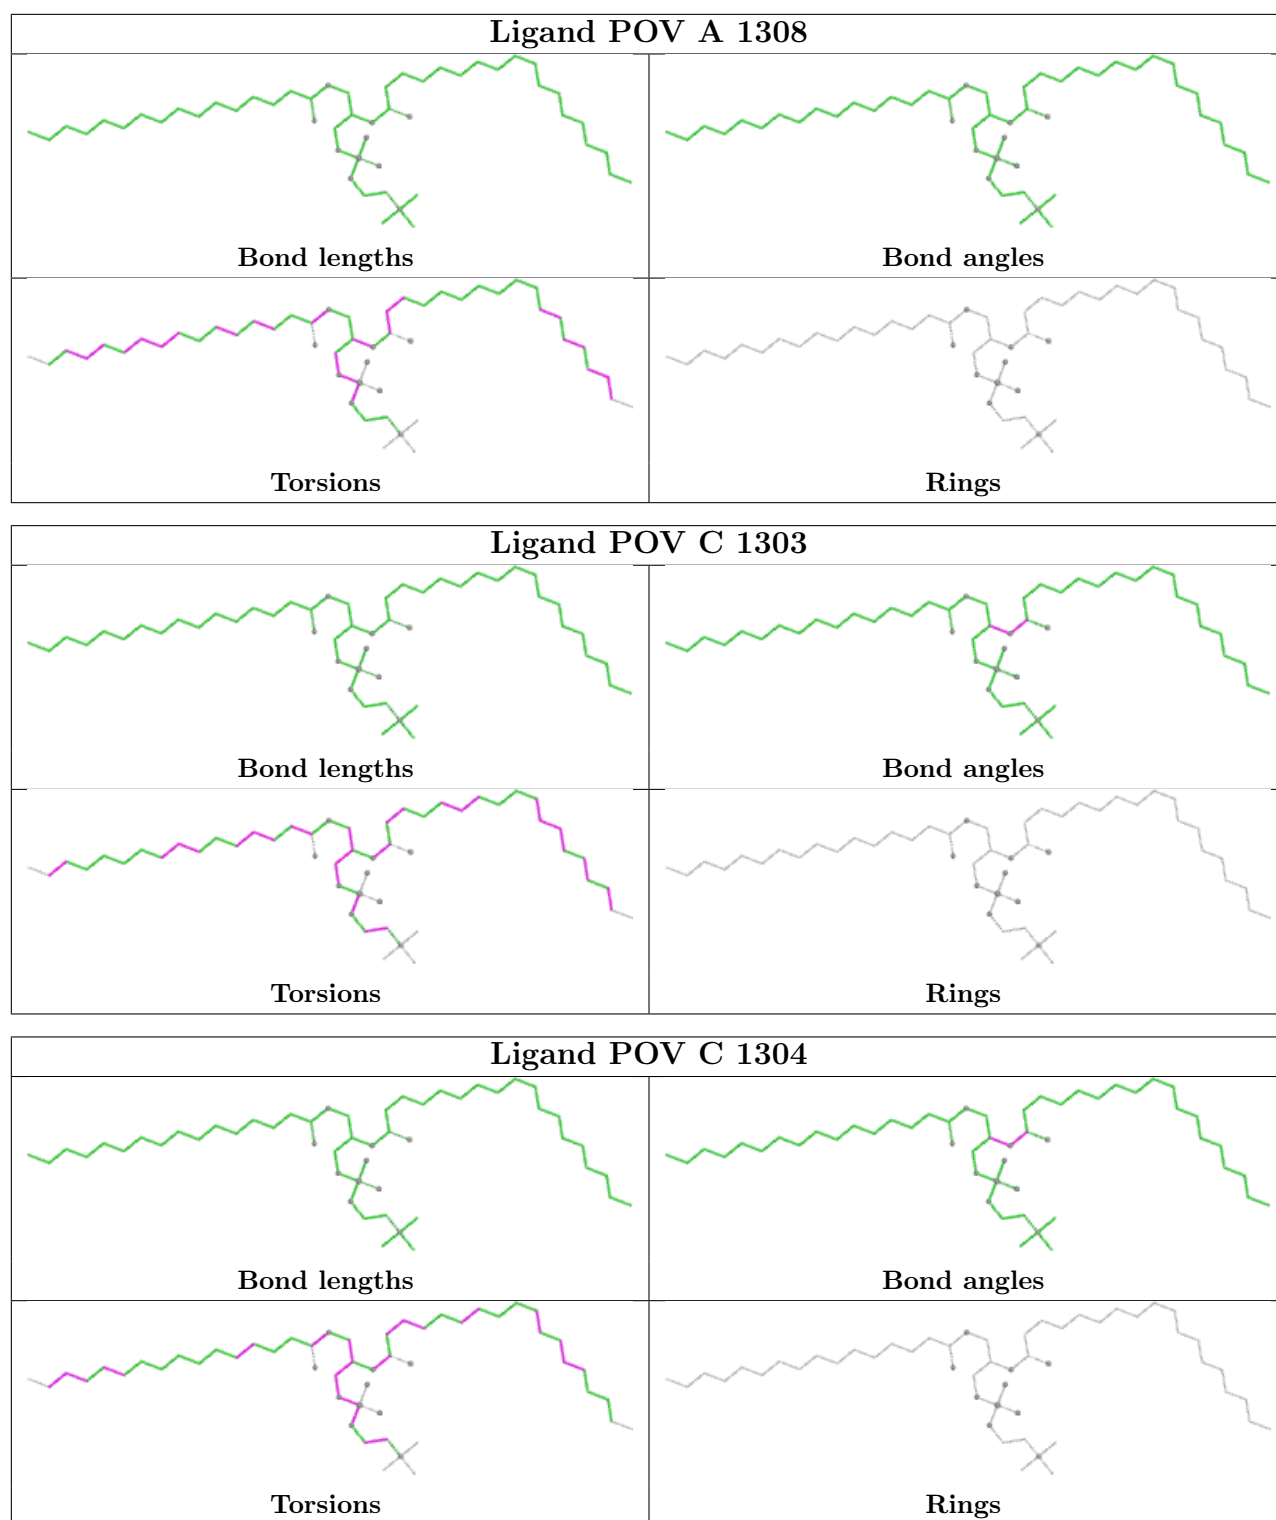 Ligand POV A 1308
Bond lengths
Bond angles
Torsions
Rings
Ligand POV C 1303
Bond lengths
Bond angles
Torsions
Rings
Ligand POV C 1304
Bond lengths
Bond angles
Torsions
Rings